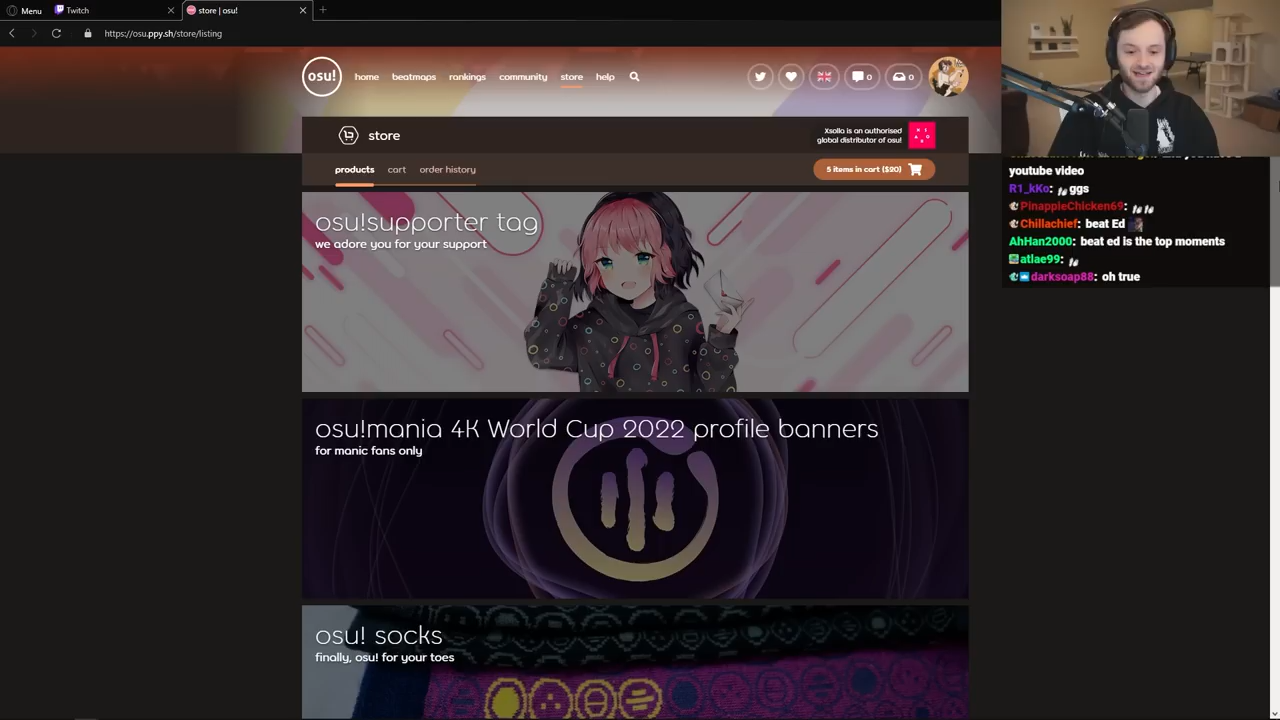 Menu
Twitch
store | osu!
https://osu.ppy.sh/store/listing
osu!
home
beatmaps
rankings
community
store
help
0
0
store
Xsolla is an authorised
global distributor of osu!
products
cart
order history
5 items in cart ($20)
osu!supporter tag
we adore you for your support
osu!mania 4K World Cup 2022 profile banners
for manic fans only
osu! socks
finally, osu! for your toes
youtube video
R1_kKo: ggs
PinappleChicken69:
Chillachief: beat Ed
AhHan2000: beat ed is the top moments
atlae99:
darksoap88: oh true